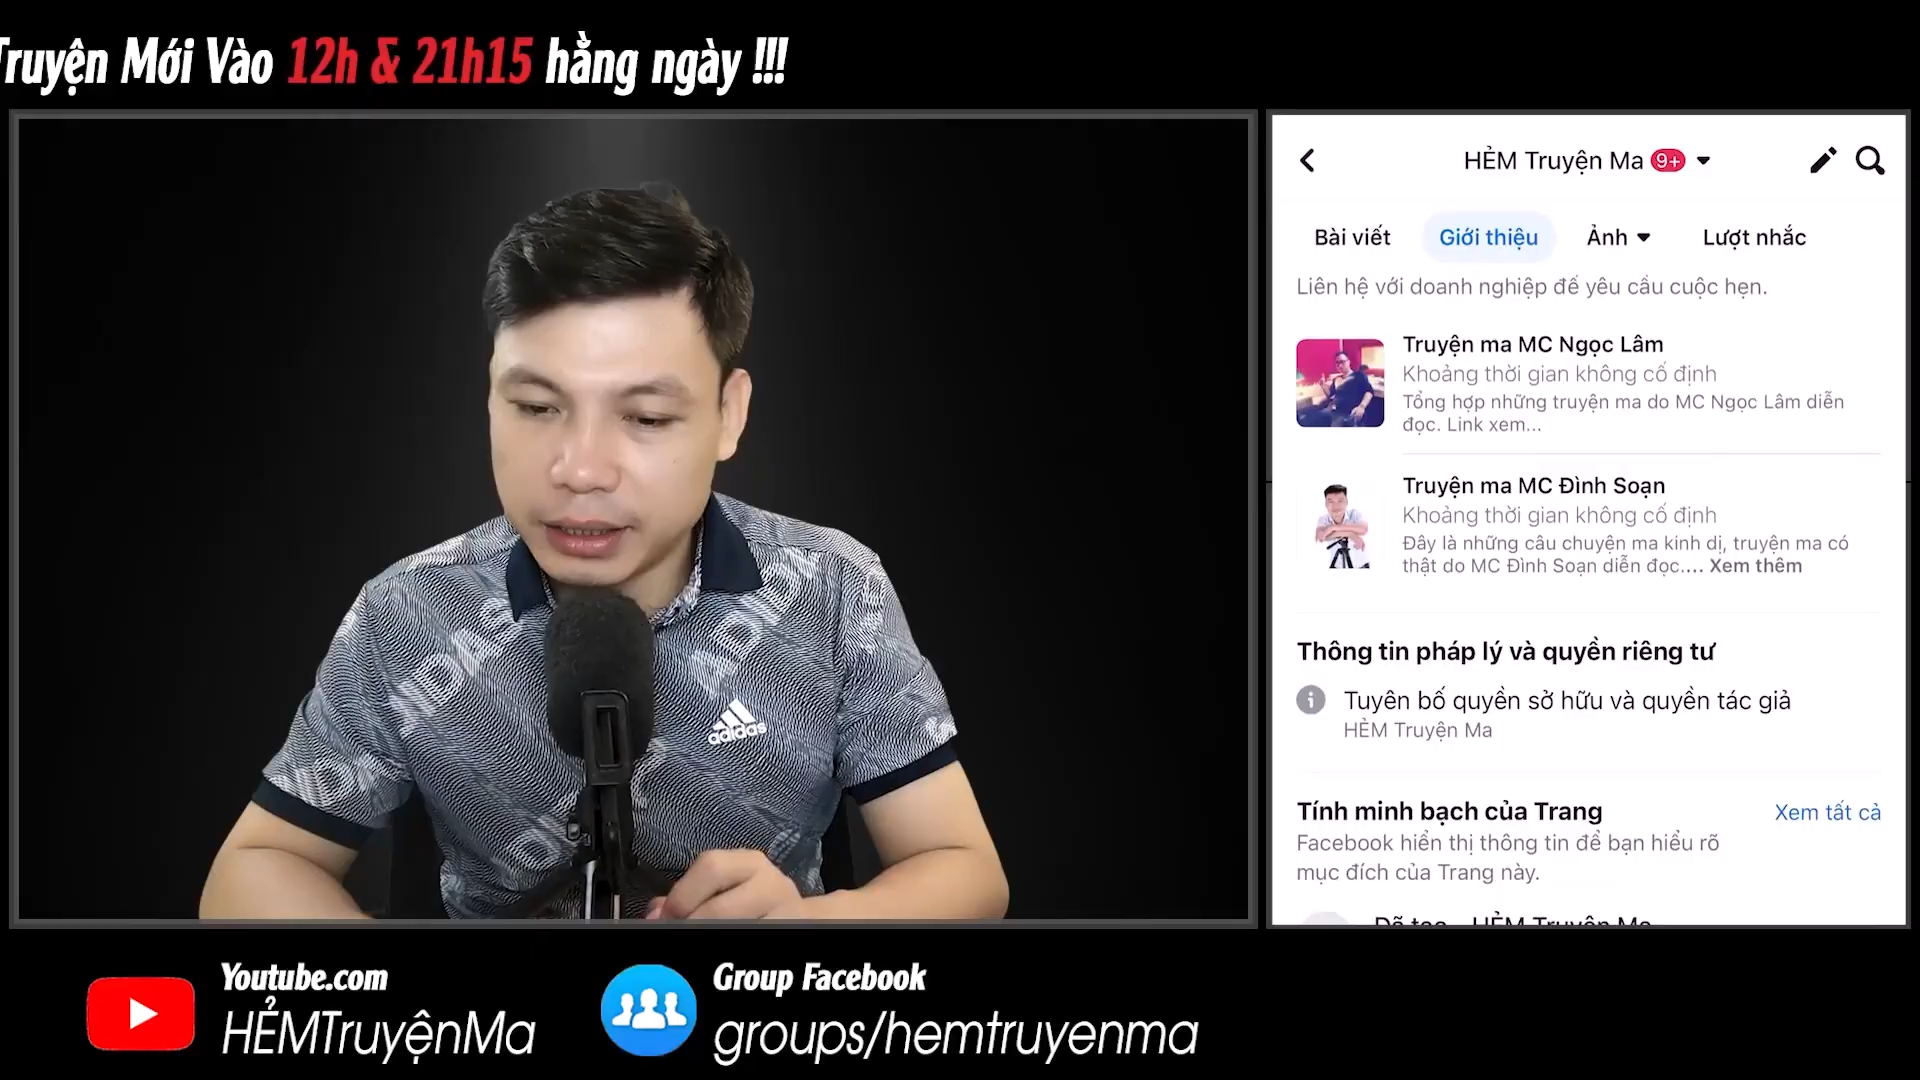 Truyện Mới Vào 12h & 21h15 hằng ngày !!!
HẺM Truyện Ma 9+
Bài viết Giới thiệu Ảnh Lượt nhắc
Liên hệ với doanh nghiệp để yêu cầu cuộc hẹn.
Truyện ma MC Ngọc Lâm
Khoảng thời gian không cố định
Tổng hợp những truyện ma do MC Ngọc Lâm diễn
đọc. Link xem...
Truyện ma MC Đình Soạn
Khoảng thời gian không cố định
Đây là những câu chuyện ma kinh dị, truyện ma có
thật do MC Đình Soạn diễn đọc.... Xem thêm
Thông tin pháp lý và quyền riêng tư
Tuyên bố quyền sở hữu và quyền tác giả
HẺM Truyện Ma
Tính minh bạch của Trang Xem tất cả
Facebook hiển thị thông tin để bạn hiểu rõ
mục đích của Trang này.
Đã tạo - HẺM Truyện Ma
adidas
Youtube.com
HẺMTruyệnMa
Group Facebook
groups/hemtruyenma